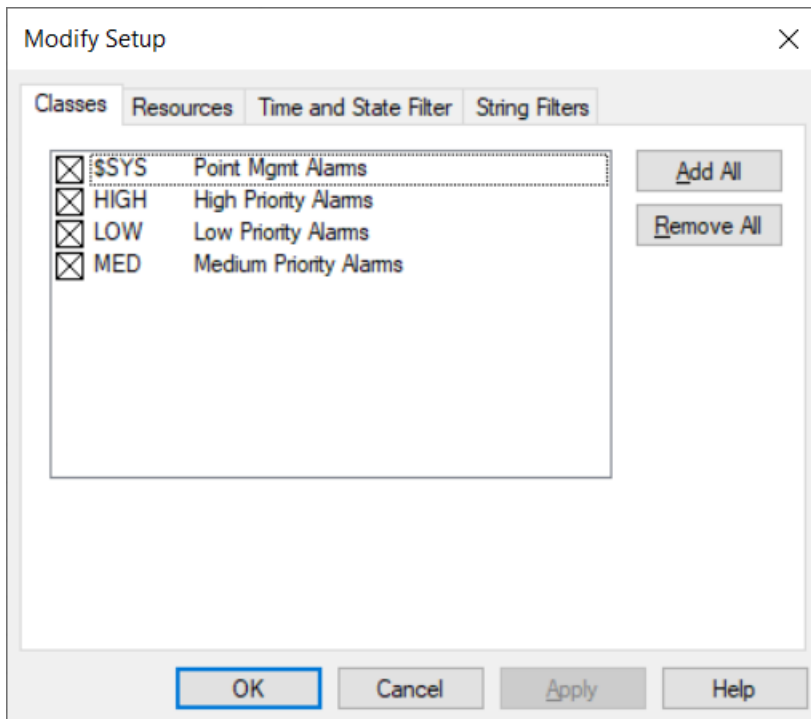 Modify Setup
Classes Resources Time and State Filter String Filters
$SYS Point Mgmt Alarms
HIGH High Priority Alarms
LOW Low Priority Alarms
MED Medium Priority Alarms
Add All
Remove All
OK Cancel Apply Help